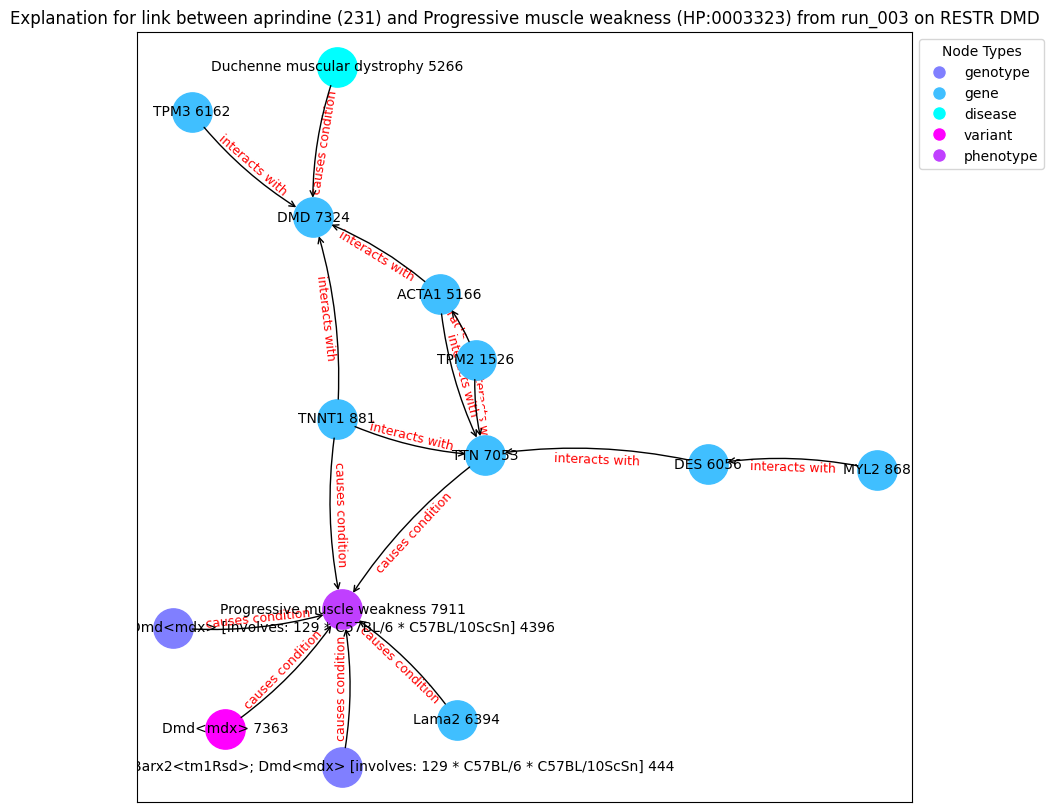 Explanation for link between aprindine (231) and Progressive muscle weakness (HP:0003323) from run_003 on RESTR DMD
Node Types
genotype
gene
disease
variant
phenotype
Duchenne muscular dystrophy 5266
TPM3 6162
causes condition
interacts with
DMD 7324
interacts with
ACTA1 5166
interacts with
TPM2 1526
interacts with
TNNT1 881
interacts with
TTN 7053
interacts with
DES 6056
interacts with
MYL2 868
causes condition
causes condition
Progressive muscle weakness 7911
causes condition
Dmd<mdx> [involves: 129 * C57BL/6 * C57BL/10ScSn] 4396
causes condition
causes condition
causes condition
Lama2 6394
Dmd<mdx> 7363
Barx2<tm1Rsd>; Dmd<mdx> [involves: 129 * C57BL/6 * C57BL/10ScSn] 444